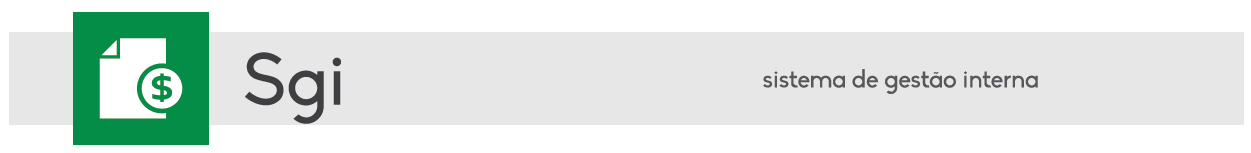 $
Sgi
sistema de gestão interna